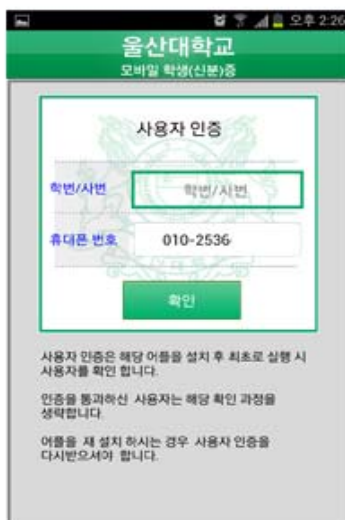 오후 2:26
울산대학교
모바일 학생(신분)증
사용자 인증
학번/사번
학번/사번
휴대폰 번호
010-2536-
확인
사용자 인증은 해당 어플을 설치 후 최초로 실행 시
사용자를 확인 합니다.
인증을 통과하신 사용자는 해당 확인 과정을
생략합니다.
어플을 재 설치 하시는 경우 사용자 인증을
다시받으셔야 합니다.